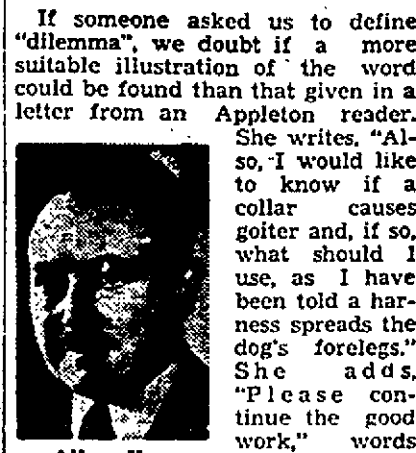 If someone asked us to define
"dilemma", we doubt if a more
suitable illustration of the word
could be found than that given in a
letter from an Appleton reader.
She writes, "Al-
so, I would like
to know if a
collar causes
goiter and, if so,
what should I
use, as I have
been told a har-
ness spreads the
dog's forelegs."
She adds,
"Please con-
tinue the good
work," words